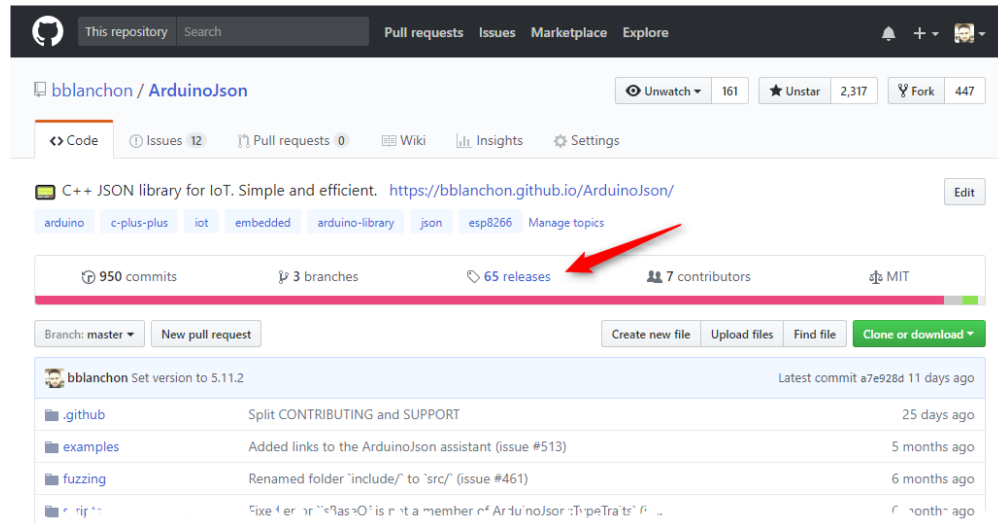 This repository Search Pull requests Issues Marketplace Explore
bblanchon / ArduinoJson Unwatch 161 Unstar 2,317 Fork 447
Code Issues 12 Pull requests 0 Wiki Insights Settings
C++ JSON library for IoT. Simple and efficient. https://bblanchon.github.io/ArduinoJson/ Edit
arduino c-plus-plus iot embedded arduino-library json esp8266 Manage topics
950 commits 3 branches 65 releases 7 contributors MIT
Branch: master New pull request Create new file Upload files Find file Clone or download
bblanchon Set version to 5.11.2 Latest commit a7e928d 11 days ago
.github Split CONTRIBUTING and SUPPORT 25 days ago
examples Added links to the ArduinoJson assistant (issue #513) 5 months ago
fuzzing Renamed folder `include/` to `src/` (issue #461) 6 months ago
is not a member of months ago